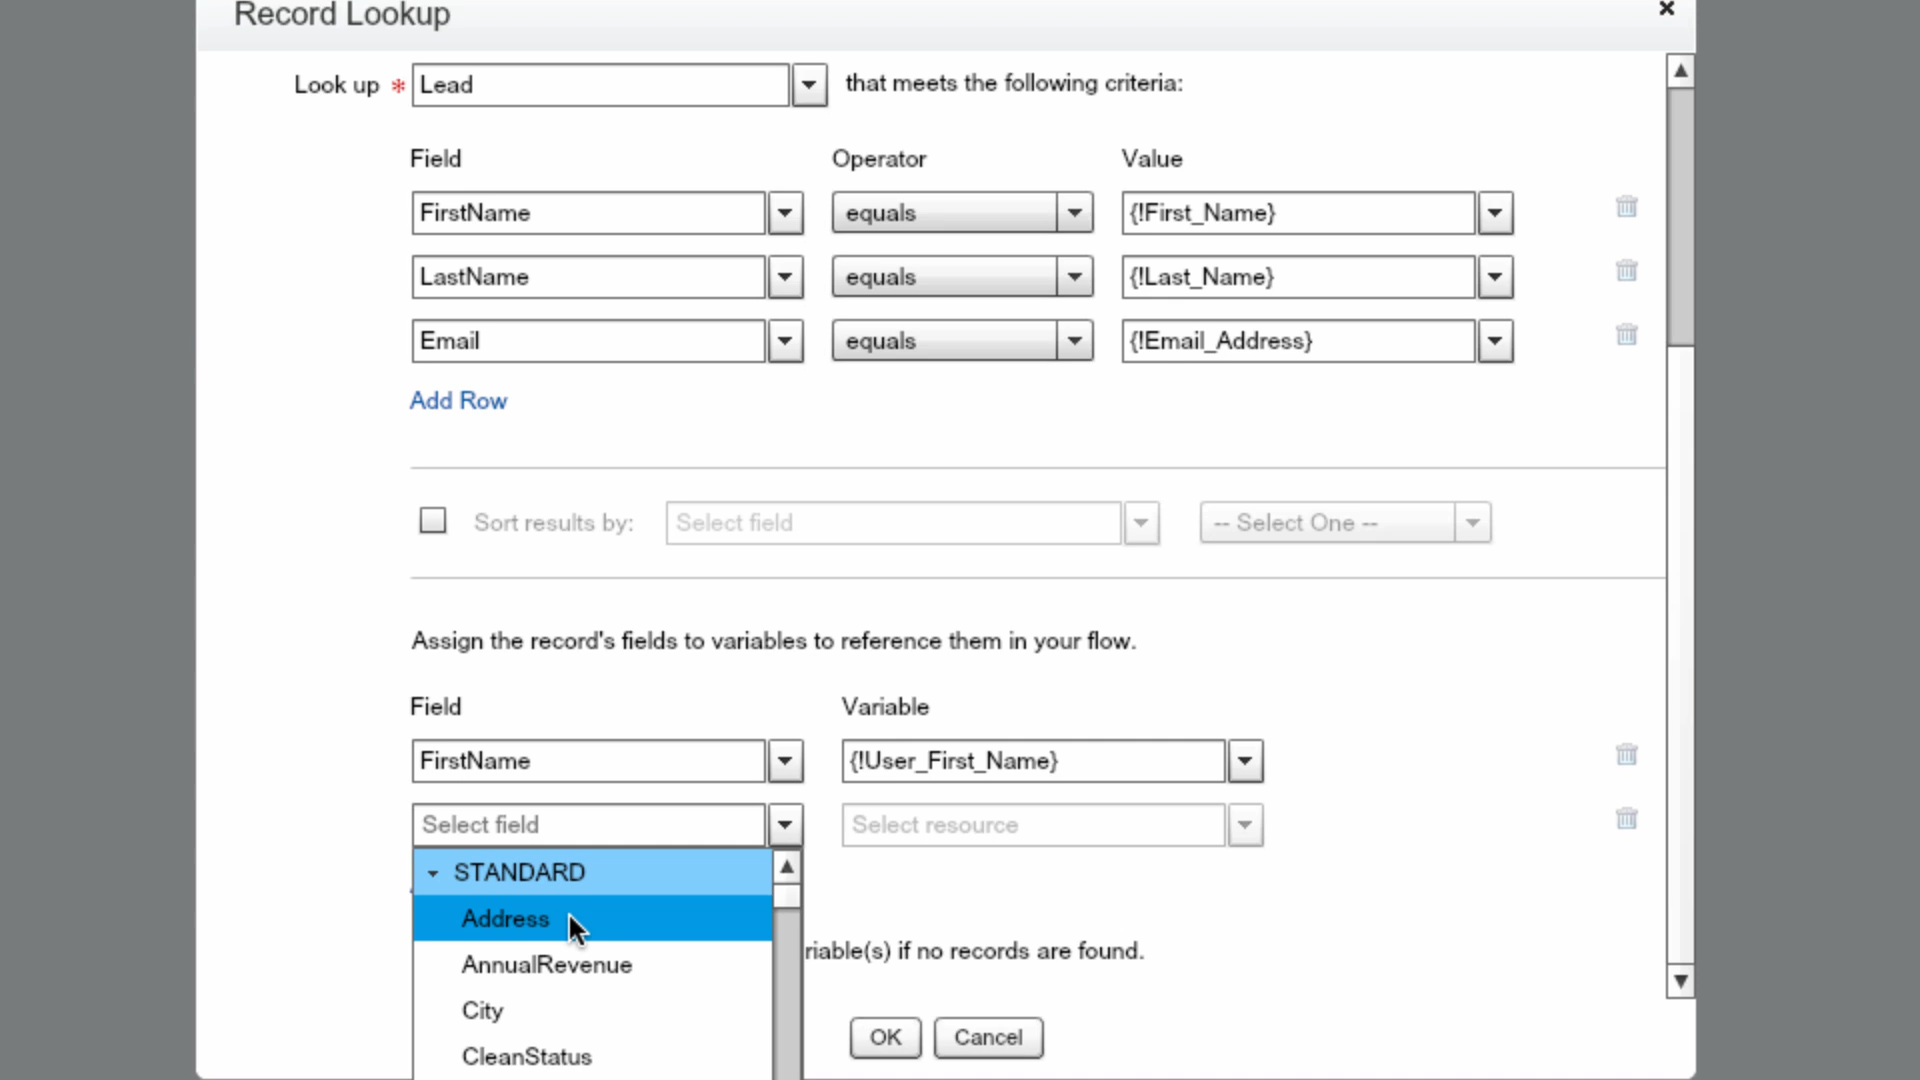 Record Lookup
Look up * Lead that meets the following criteria:
Field Operator Value
FirstName equals {!First_Name}
LastName equals {!Last_Name}
Email equals {!Email_Address}
Add Row
Sort results by: Select field -- Select One --
Assign the record's fields to variables to reference them in your flow.
Field Variable
FirstName {!User_First_Name}
Select field Select resource
STANDARD
Address
AnnualRevenue
riable(s) if no records are found.
City
CleanStatus
OK Cancel